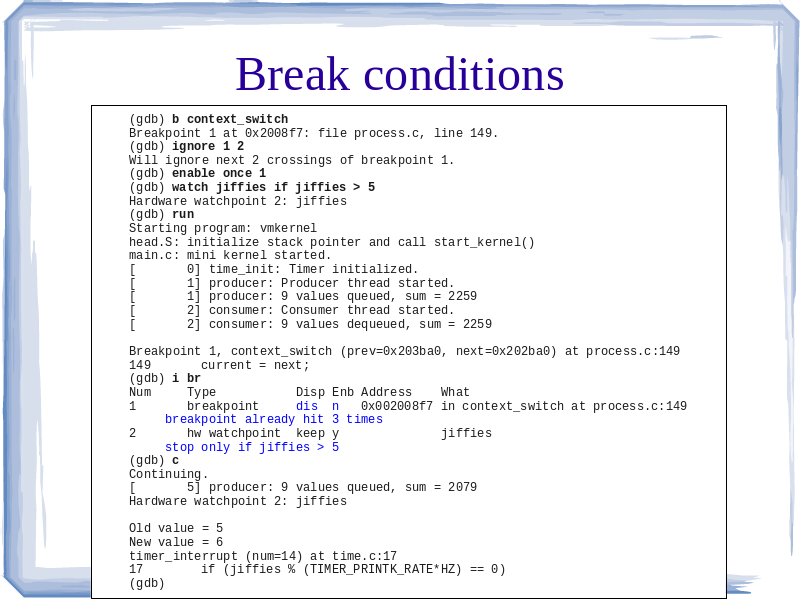 Break conditions
(gdb) b context_switch
Breakpoint 1 at 0x2008f7: file process.c, line 149.
(gdb) ignore 1 2
Will ignore next 2 crossings of breakpoint 1.
(gdb) enable once 1
(gdb) watch jiffies if jiffies > 5
Hardware watchpoint 2: jiffies
(gdb) run
Starting program: vmkernel
head.S: initialize stack pointer and call start_kernel()
main.c: mini kernel started.
[       0] time_init: Timer initialized.
[       1] producer: Producer thread started.
[       1] producer: 9 values queued, sum = 2259
[       2] consumer: Consumer thread started.
[       2] consumer: 9 values dequeued, sum = 2259
Breakpoint 1, context_switch (prev=0x203ba0, next=0x202ba0) at process.c:149
149       current = next;
(gdb) i br
Num     Type           Disp Enb Address    What
1       breakpoint     dis  n   0x002008f7 in context_switch at process.c:149
breakpoint already hit 3 times
2       hw watchpoint  keep y              jiffies
stop only if jiffies > 5
(gdb) c
Continuing.
[       5] producer: 9 values queued, sum = 2079
Hardware watchpoint 2: jiffies
Old value = 5
New value = 6
timer_interrupt (num=14) at time.c:17
17        if (jiffies % (TIMER_PRINTK_RATE*HZ) == 0)
(gdb)